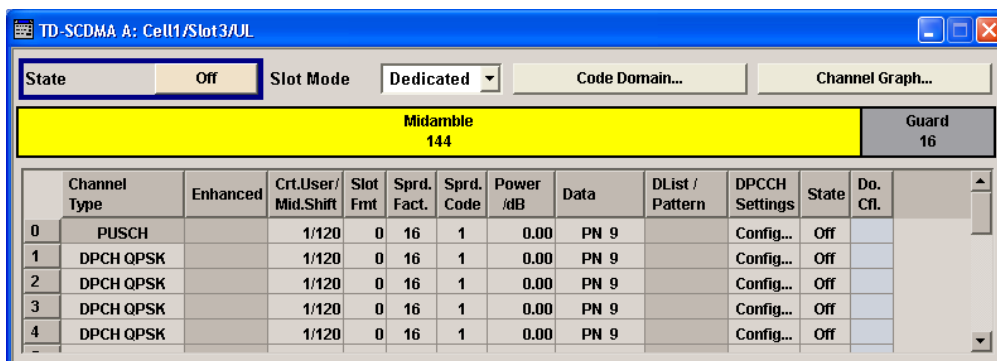 TD-SCDMA A: Cell1/Slot3/UL
State Off Slot Mode Dedicated Code Domain... Channel Graph...
Midamble Guard
144 16
Channel Type Enhanced Crt.User/ Mid.Shift Slot Fmt Sprd. Fact. Sprd. Code Power /dB Data DList / Pattern DPCCH Settings State Do. Cfl.
0 PUSCH 1/120 0 16 1 0.00 PN 9 Config... Off
1 DPCH QPSK 1/120 0 16 1 0.00 PN 9 Config... Off
2 DPCH QPSK 1/120 0 16 1 0.00 PN 9 Config... Off
3 DPCH QPSK 1/120 0 16 1 0.00 PN 9 Config... Off
4 DPCH QPSK 1/120 0 16 1 0.00 PN 9 Config... Off